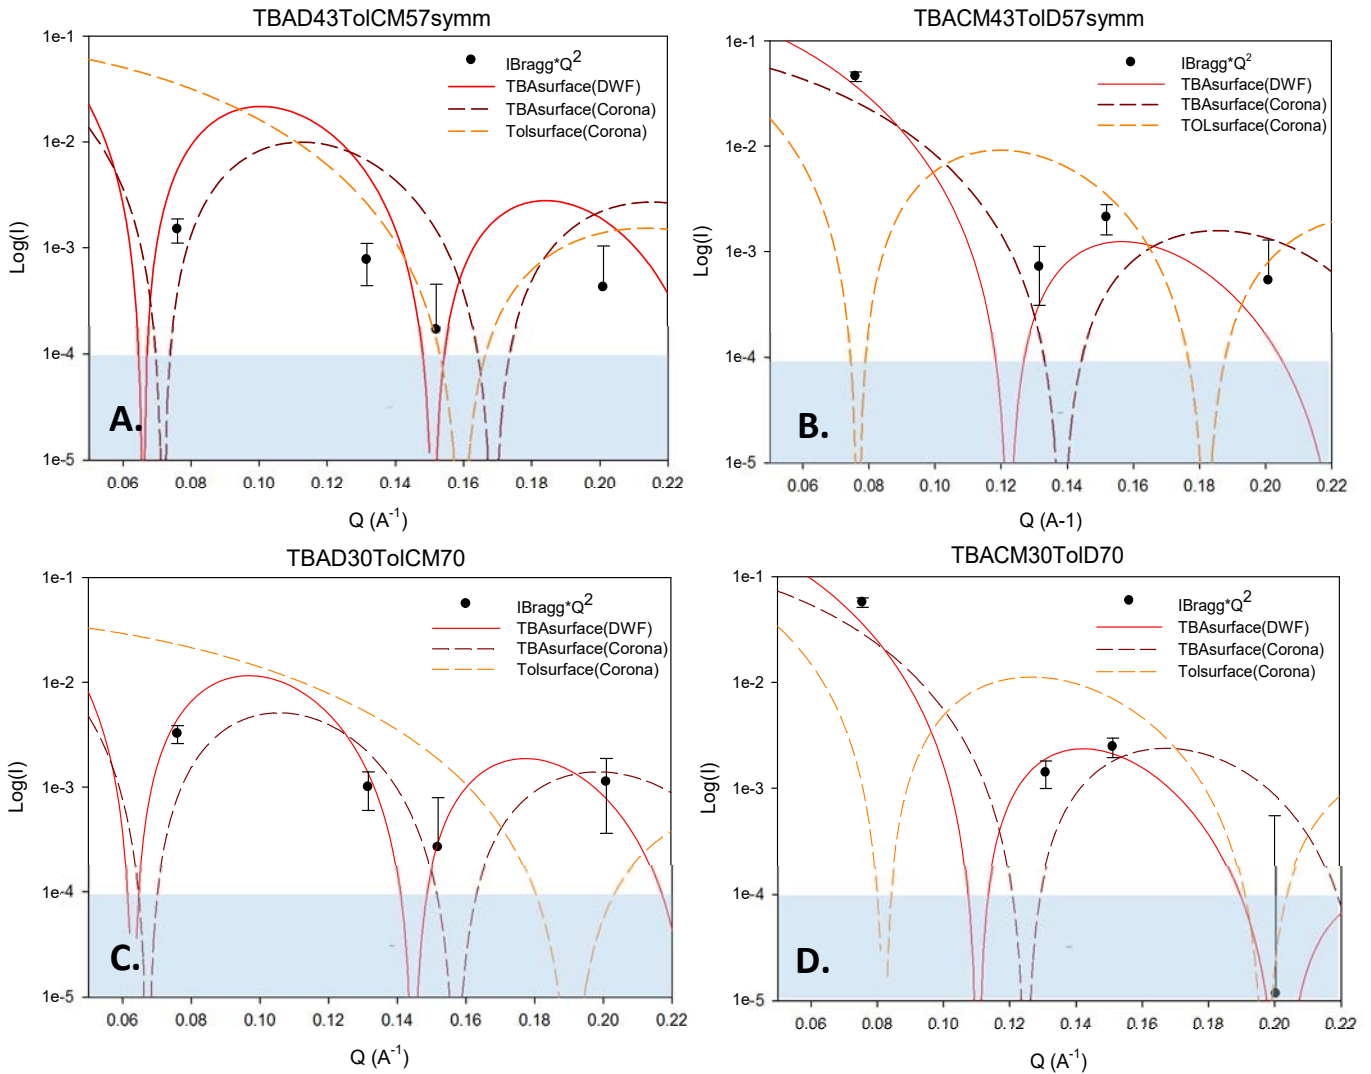 TBAD43TolCM57symm
1e-1
1e-2
1e-3
1e-4
1e-5
Log(I)
IBragg*Q2
TBAsurface(DWF)
TBAsurface(Corona)
Tolsurface(Corona)
A.
0.06 0.08 0.10 0.12 0.14 0.16 0.18 0.20 0.22
Q (A-1)
TBACM43TolD57symm
1e-1
1e-2
1e-3
1e-4
1e-5
Log(I)
IBragg*Q2
TBAsurface(DWF)
TBAsurface(Corona)
TOLsurface(Corona)
B.
0.06 0.08 0.10 0.12 0.14 0.16 0.18 0.20 0.22
Q (A-1)
TBAD30TolCM70
1e-1
1e-2
1e-3
1e-4
1e-5
Log(I)
IBragg*Q2
TBAsurface(DWF)
TBAsurface(Corona)
Tolsurface(Corona)
C.
0.06 0.08 0.10 0.12 0.14 0.16 0.18 0.20 0.22
Q (A-1)
TBACM30TolD70
1e-1
1e-2
1e-3
1e-4
1e-5
Log(I)
IBragg*Q2
TBAsurface(DWF)
TBAsurface(Corona)
Tolsurface(Corona)
D.
0.06 0.08 0.10 0.12 0.14 0.16 0.18 0.20 0.22
Q (A-1)